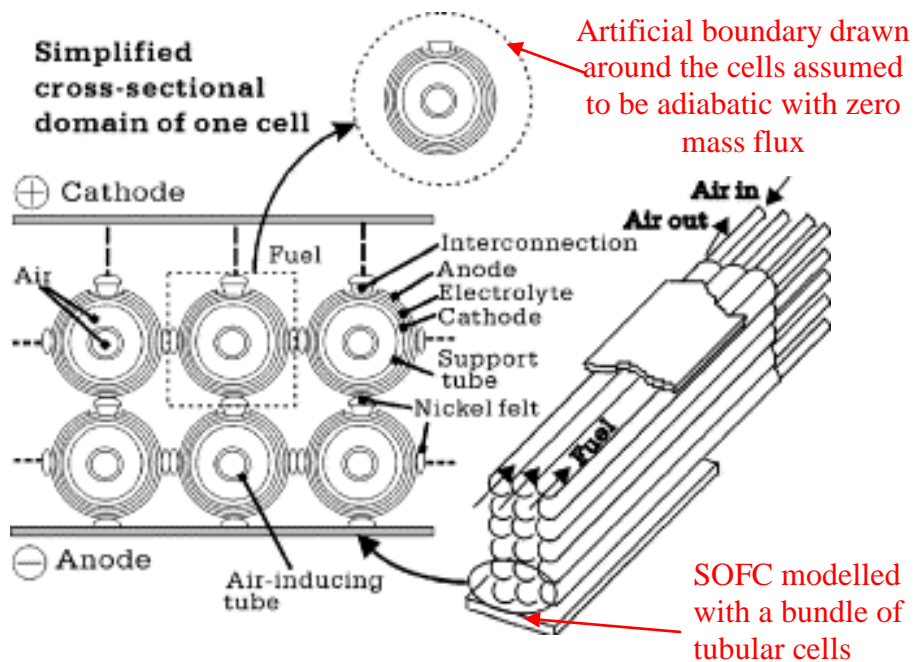 Simplified
cross-sectional
domain of one cell
Artificial boundary drawn
around the cells assumed
to be adiabatic with zero
mass flux
+ Cathode
Air in
Air out
Fuel
Interconnection
Air
Anode
Electrolyte
Cathode
Support
tube
Nickel felt
Fuel
− Anode
Air-inducing
tube
SOFC modelled
with a bundle of
tubular cells